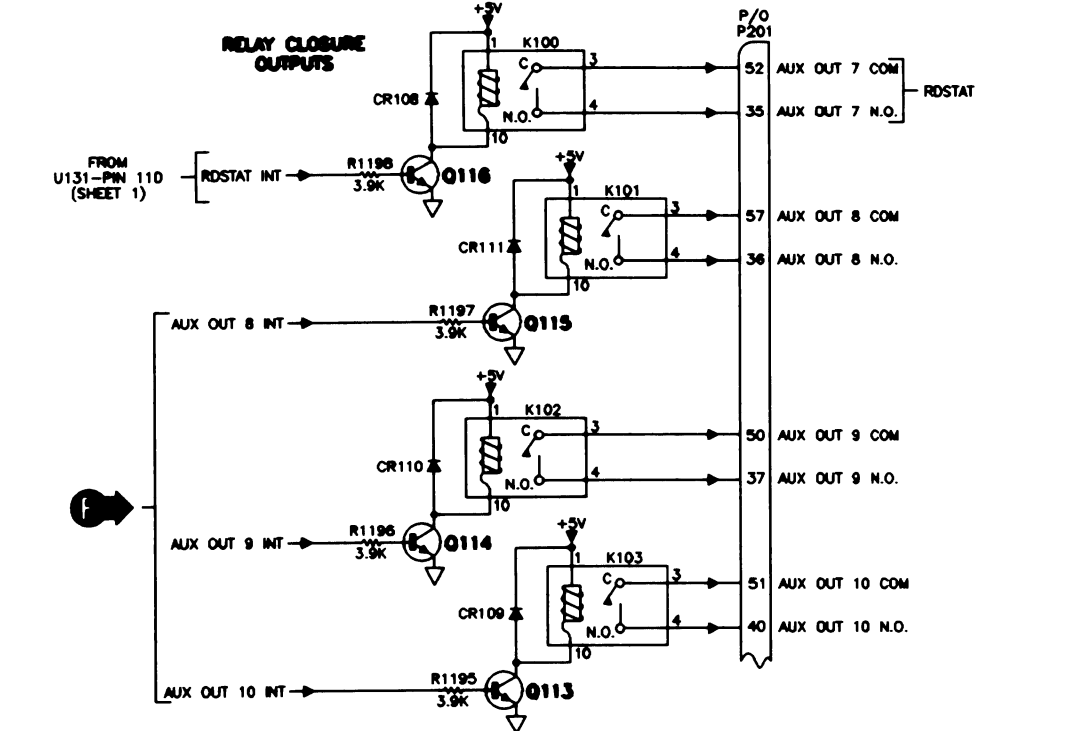 RELAY CLOSURE
OUTPUTS
+5V
1
K100
C
3
CR108
N.O.
4
10
P/O
P201
52 AUX OUT 7 COM
35 AUX OUT 7 N.O.
RDSTAT
FROM
U131-PIN 110
(SHEET 1)
RDSTAT INT
R1198
3.9K
Q116
+5V
1
K101
C
3
CR111
N.O.
4
10
57 AUX OUT 8 COM
36 AUX OUT 8 N.O.
AUX OUT 8 INT
R1197
3.9K
Q115
+5V
1
K102
C
3
CR110
N.O.
4
10
50 AUX OUT 9 COM
37 AUX OUT 9 N.O.
F
AUX OUT 9 INT
R1196
3.9K
Q114
+5V
1
K103
C
3
CR109
N.O.
4
10
51 AUX OUT 10 COM
40 AUX OUT 10 N.O.
AUX OUT 10 INT
R1195
3.9K
Q113